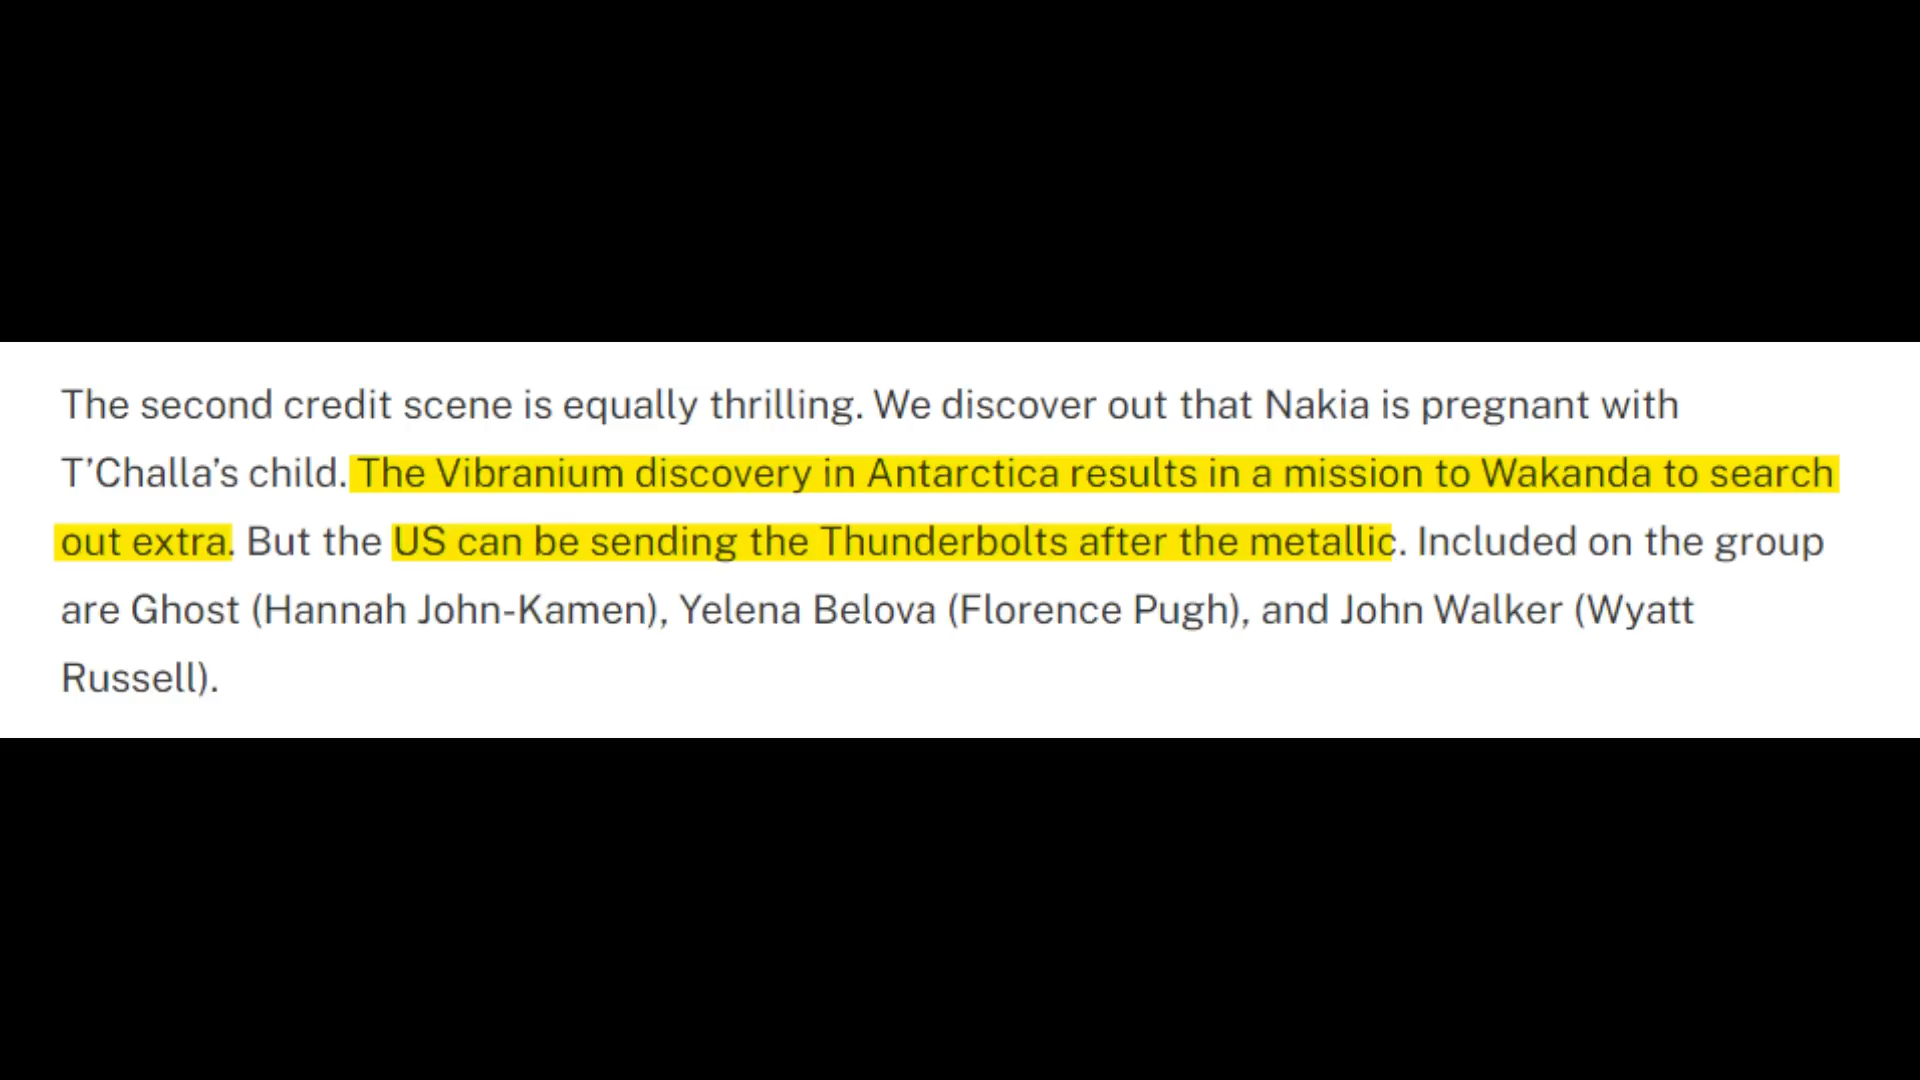 The second credit scene is equally thrilling. We discover out that Nakia is pregnant with
T’Challa’s child. The Vibranium discovery in Antarctica results in a mission to Wakanda to search
out extra. But the US can be sending the Thunderbolts after the metallic. Included on the group
are Ghost (Hannah John-Kamen), Yelena Belova (Florence Pugh), and John Walker (Wyatt
Russell).